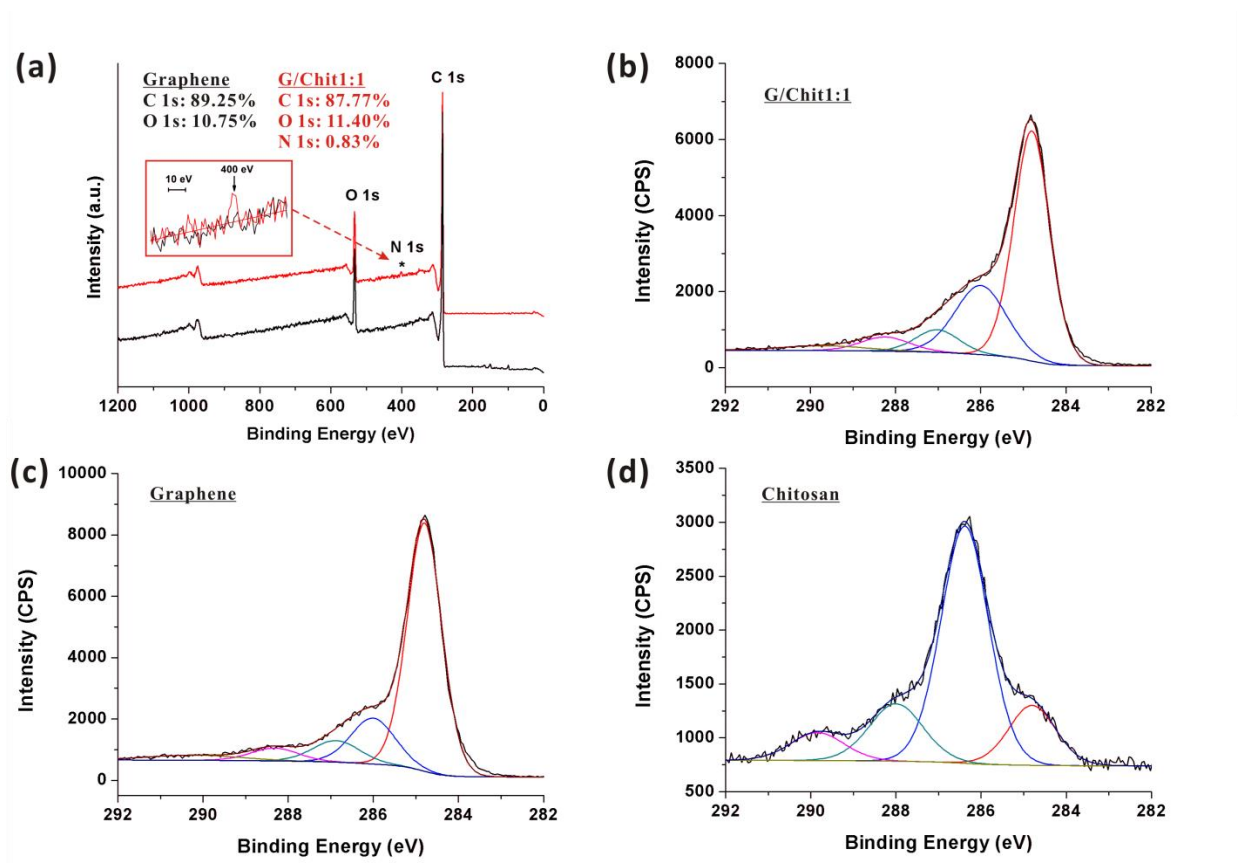 (a)
Graphene
C 1s: 89.25%
O 1s: 10.75%
G/Chit1:1
C 1s: 87.77%
O 1s: 11.40%
N 1s: 0.83%
C 1s
10 eV
400 eV
O 1s
N 1s
*
Intensity (a.u.)
1200 1000 800 600 400 200 0
Binding Energy (eV)
(b)
G/Chit1:1
8000
6000
4000
2000
0
Intensity (CPS)
292 290 288 286 284 282
Binding Energy (eV)
(c)
Graphene
10000
8000
6000
4000
2000
0
Intensity (CPS)
292 290 288 286 284 282
Binding Energy (eV)
(d)
Chitosan
3500
3000
2500
2000
1500
1000
500
Intensity (CPS)
292 290 288 286 284 282
Binding Energy (eV)